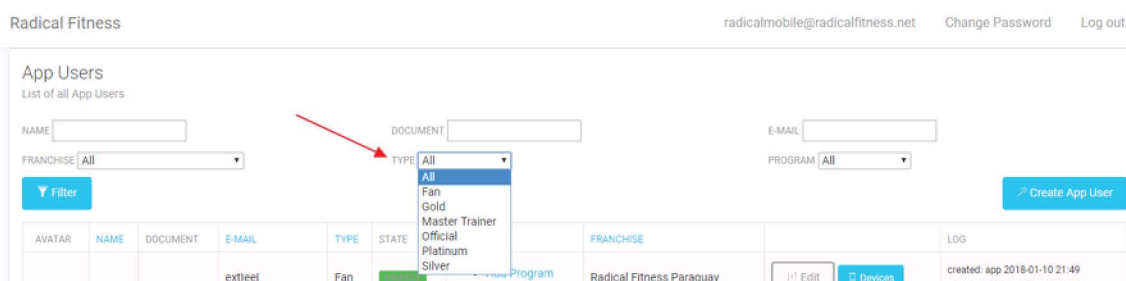 Radical Fitness radicalmobile@radicalfitness.net Change Password Log out
App Users
List of all App Users
NAME DOCUMENT E-MAIL
FRANCHISE All TYPE All PROGRAM All
All
Filter Create App User
Fan
Gold
Master Trainer
Official
Platinum
Silver
AVATAR NAME DOCUMENT E-MAIL TYPE STATE FRANCHISE LOG
extleel Fan Program Radical Fitness Paraguay Edit Devices created: app 2018-01-10 21:49